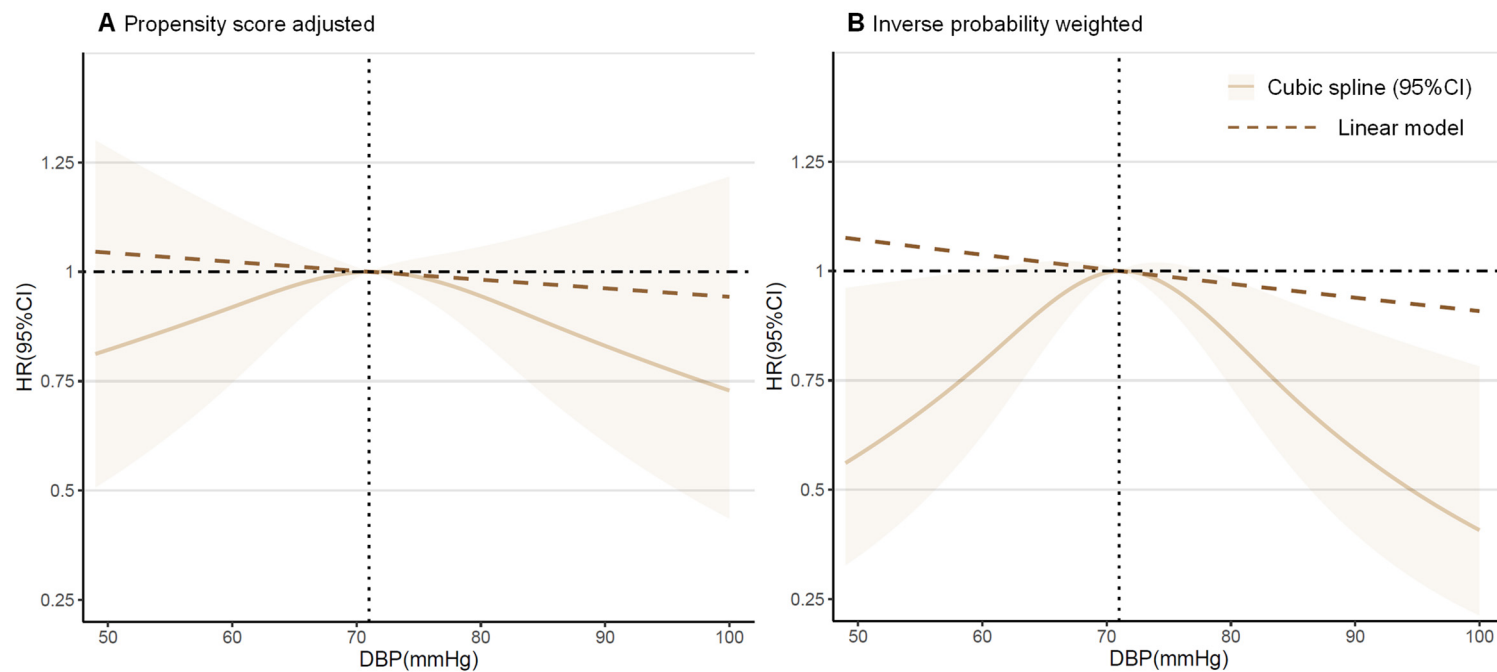 A Propensity score adjusted
HR(95%CI)
1.25
1
0.75
0.5
0.25
50 60 70 80 90 100
DBP(mmHg)
B Inverse probability weighted
Cubic spline (95%CI)
Linear model
HR(95%CI)
1.25
1
0.75
0.5
0.25
50 60 70 80 90 100
DBP(mmHg)